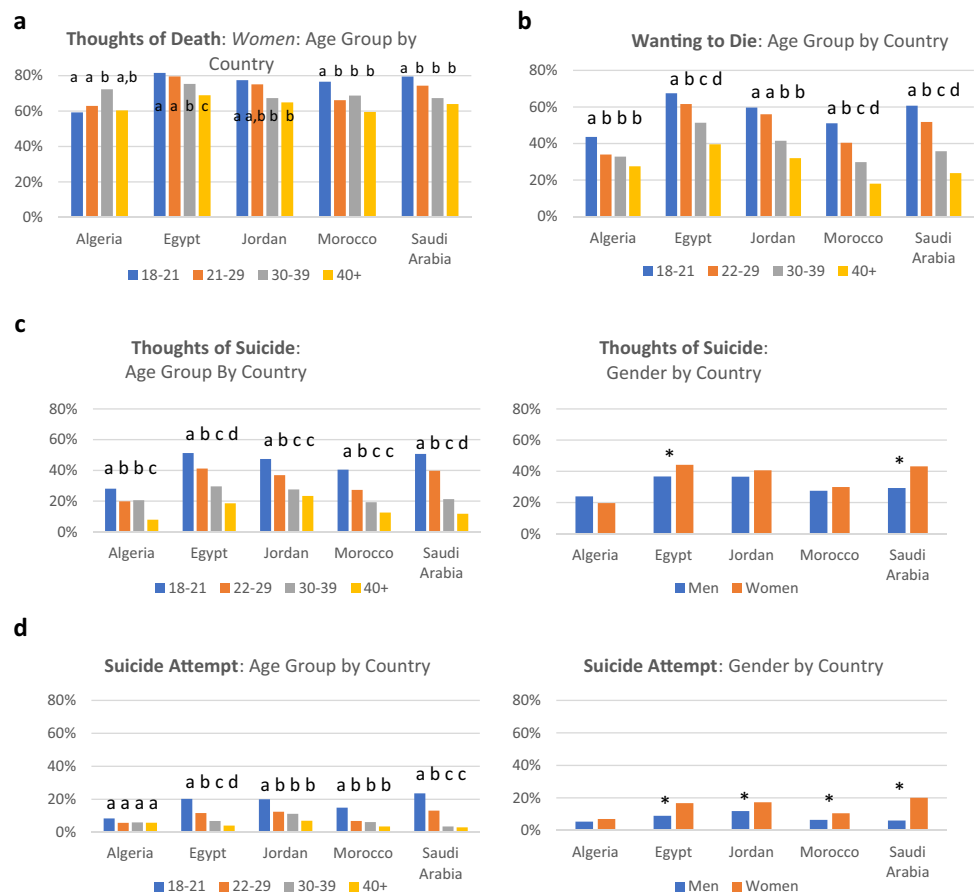 a
Thoughts of Death: Women: Age Group by
Country
80%
60%
40%
20%
0%
a a b a,b
a a b c
a a,b b b
a b b b
a b b b
Algeria Egypt Jordan Morocco Saudi
Arabia
18-21 21-29 30-39 40+
b
Wanting to Die: Age Group by Country
80%
60%
40%
20%
0%
a b b b
a b c d
a a b b
a b c d
a b c d
Algeria Egypt Jordan Morocco Saudi
Arabia
18-21 22-29 30-39 40+
c
Thoughts of Suicide:
Age Group By Country
80%
60%
40%
20%
0%
a b b c
a b c d
a b c c
a b c c
a b c d
Algeria Egypt Jordan Morocco Saudi
Arabia
18-21 22-29 30-39 40+
Thoughts of Suicide:
Gender by Country
80%
60%
40%
20%
0%
*
*
Algeria Egypt Jordan Morocco Saudi
Arabia
Men Women
d
Suicide Attempt: Age Group by Country
80%
60%
40%
20%
0%
a a a a
a b c d
a b b b
a b b b
a b c c
Algeria Egypt Jordan Morocco Saudi
Arabia
18-21 22-29 30-39 40+
Suicide Attempt: Gender by Country
80%
60%
40%
20%
0%
*
*
*
*
Algeria Egypt Jordan Morocco Saudi
Arabia
Men Women